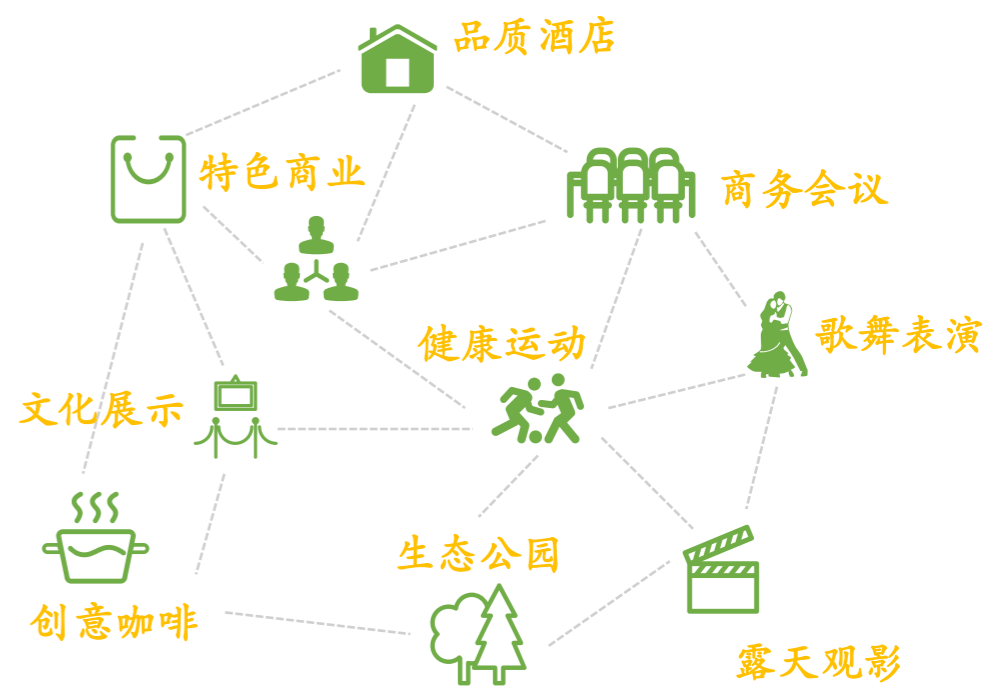 品质酒店
特色商业
商务会议
健康运动
歌舞表演
文化展示
生态公园
创意咖啡
露天观影